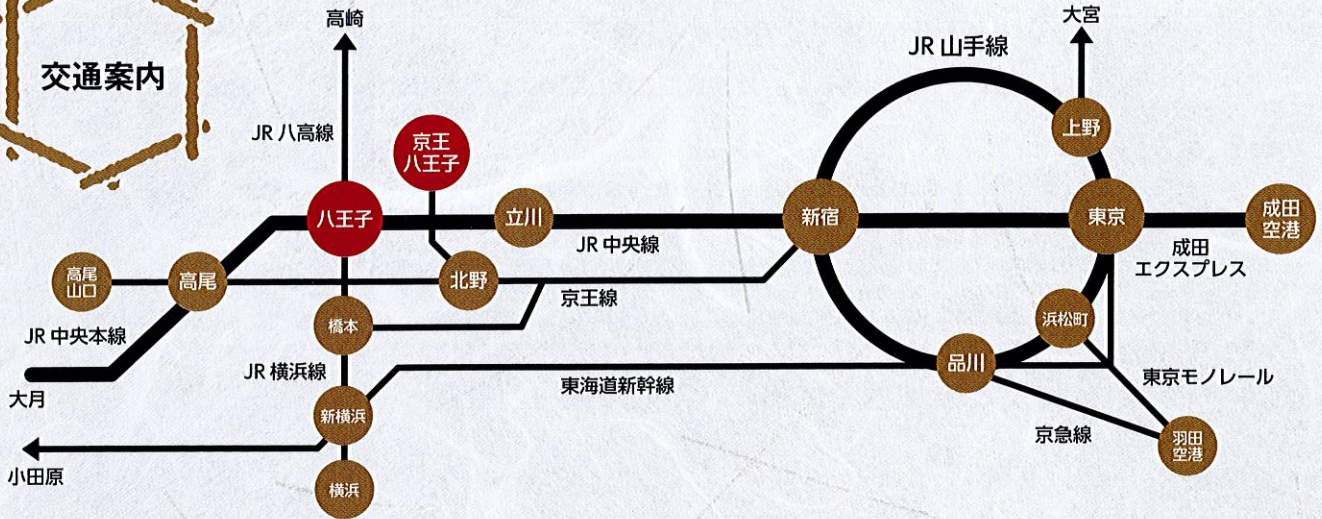 交通案内
高崎
大宮
JR 山手線
JR 八高線
京王
八王子
上野
八王子
立川
新宿
東京
成田
空港
JR 中央線
成田
エクスプレス
高尾
山口
高尾
北野
京王線
JR 中央本線
橋本
浜松町
JR 横浜線
品川
東海道新幹線
東京モノレール
大月
新横浜
京急線
羽田
空港
小田原
横浜